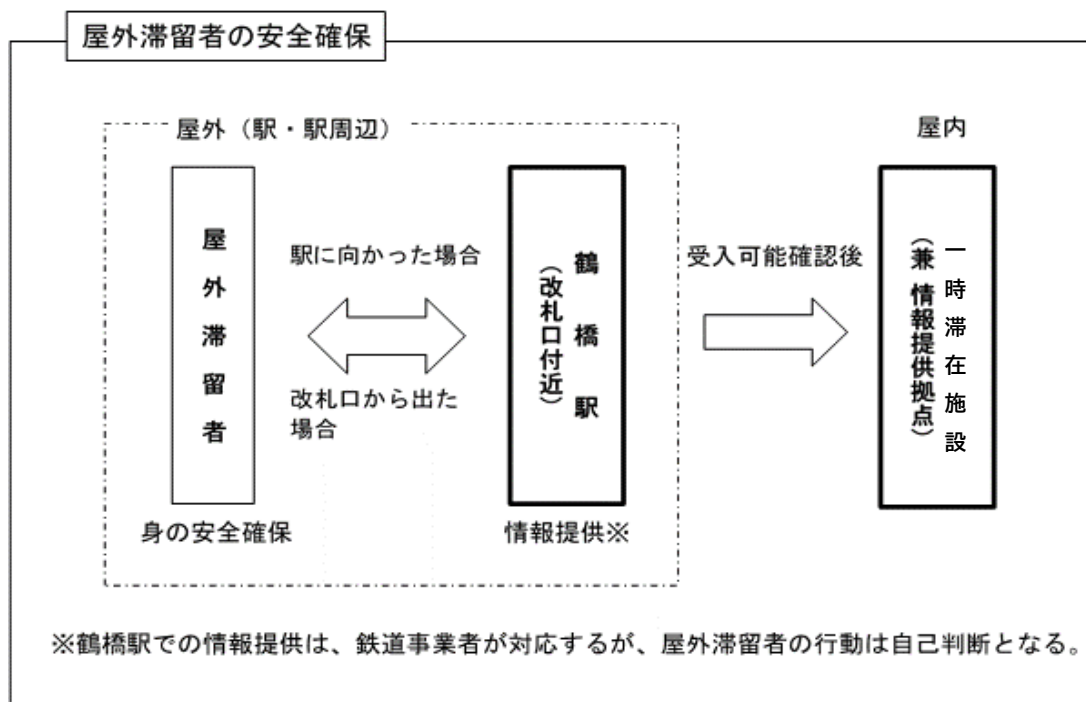 屋外滞留者の安全確保
屋外（駅・駅周辺）
屋内
屋外滞留者
駅に向かった場合
改札口から出た
場合
鶴橋駅
（改札口付近）
受入可能確認後
一時滞在施設
（兼 情報提供拠点）
身の安全確保
情報提供※
※鶴橋駅での情報提供は、鉄道事業者が対応するが、屋外滞留者の行動は自己判断となる。